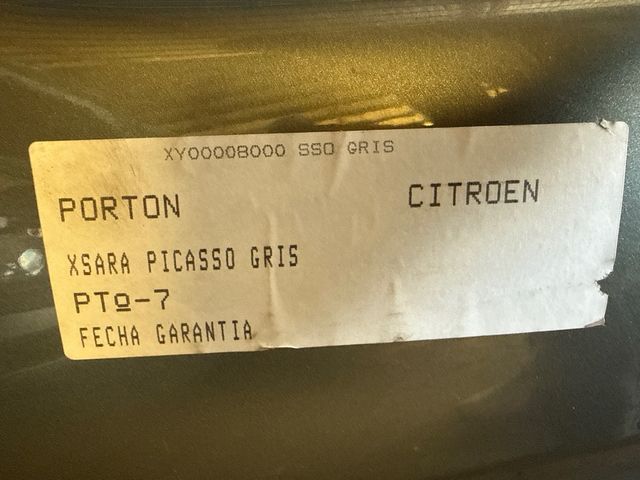 XY00008000 SSO GRIS
PORTON CITROEN
XSARA PICASSO GRIS
PTº-7
FECHA GARANTIA